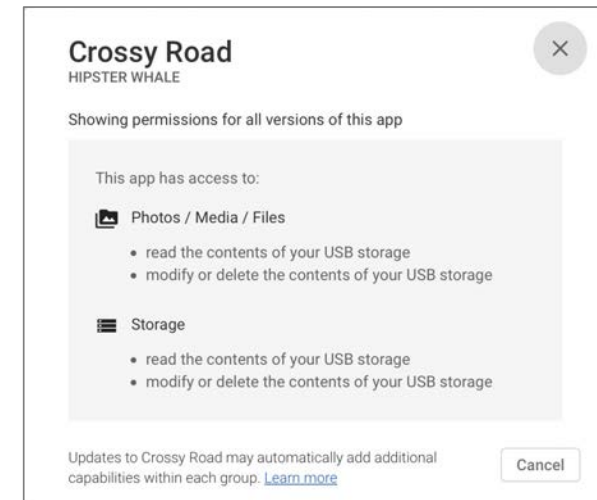 Crossy Road
HIPSTER WHALE
Showing permissions for all versions of this app
This app has access to:
Photos / Media / Files
• read the contents of your USB storage
• modify or delete the contents of your USB storage
Storage
• read the contents of your USB storage
• modify or delete the contents of your USB storage
Updates to Crossy Road may automatically add additional
capabilities within each group. Learn more
Cancel